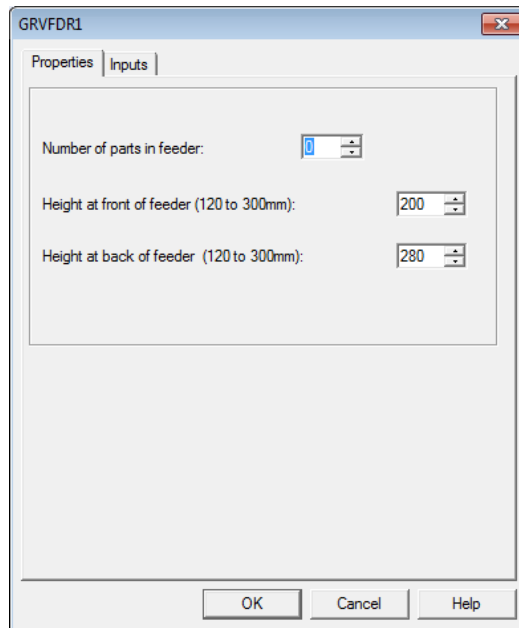 GRVFDR1
Properties Inputs
Number of parts in feeder: 0
Height at front of feeder (120 to 300mm): 200
Height at back of feeder (120 to 300mm): 280
OK Cancel Help